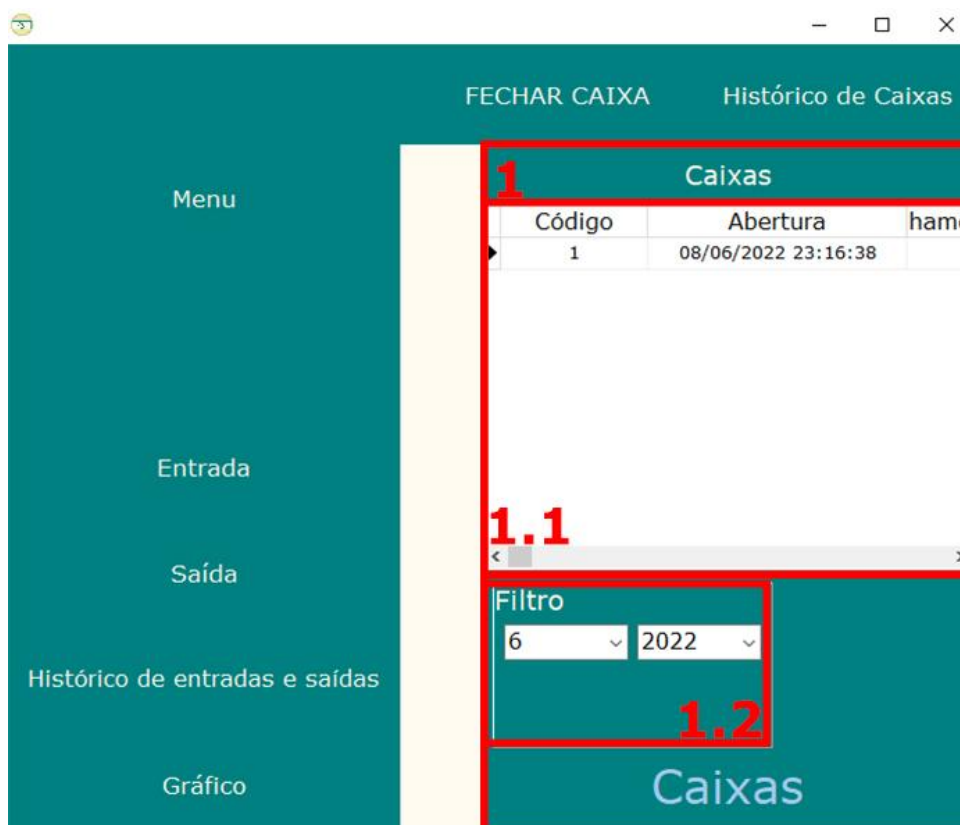 FECHAR CAIXA Histórico de Caixas
Menu
1 Caixas
Código Abertura hame
1 08/06/2022 23:16:38
Entrada
1.1
Saída
Filtro
6 2022
Histórico de entradas e saídas
1.2
Gráfico
Caixas